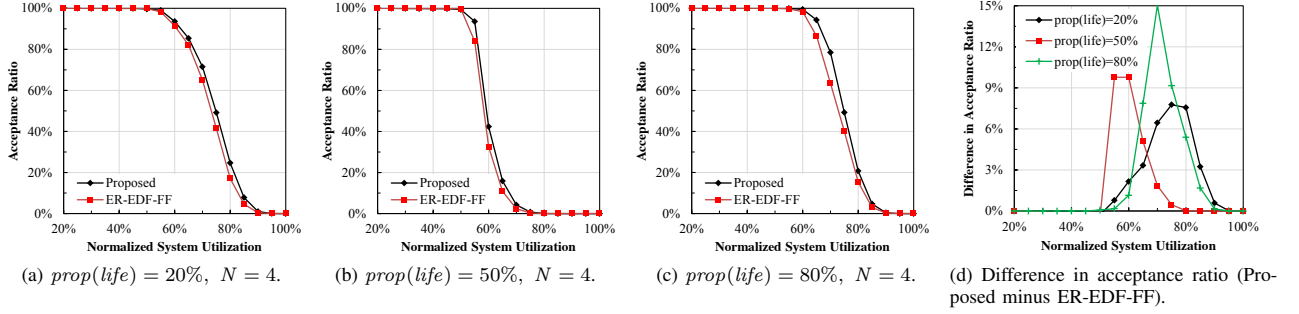 100%
80%
60%
40%
20%
0%
Acceptance Ratio
Proposed
ER-EDF-FF
20% 40% 60% 80% 100%
Normalized System Utilization
(a) prop(life) = 20%, N = 4.
100%
80%
60%
40%
20%
0%
Acceptance Ratio
Proposed
ER-EDF-FF
20% 40% 60% 80% 100%
Normalized System Utilization
(b) prop(life) = 50%, N = 4.
100%
80%
60%
40%
20%
0%
Acceptance Ratio
Proposed
ER-EDF-FF
20% 40% 60% 80% 100%
Normalized System Utilization
(c) prop(life) = 80%, N = 4.
15%
12%
9%
6%
3%
0%
Difference in Acceptance Ratio
prop(life)=20%
prop(life)=50%
prop(life)=80%
20% 40% 60% 80% 100%
Normalized System Utilization
(d) Difference in acceptance ratio (Pro-
posed minus ER-EDF-FF).